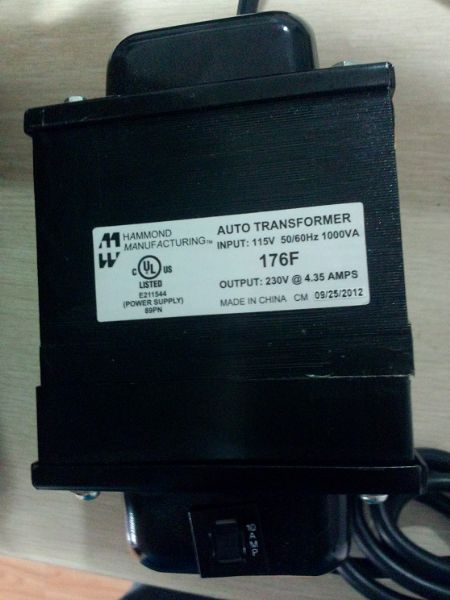 HAMMOND
MANUFACTURING™
C UL US
LISTED
E211544
(POWER SUPPLY)
89PN
AUTO TRANSFORMER
INPUT: 115V 50/60Hz 1000VA
176F
OUTPUT: 230V @ 4.35 AMPS
MADE IN CHINA CM 09/25/2012
10 AMP